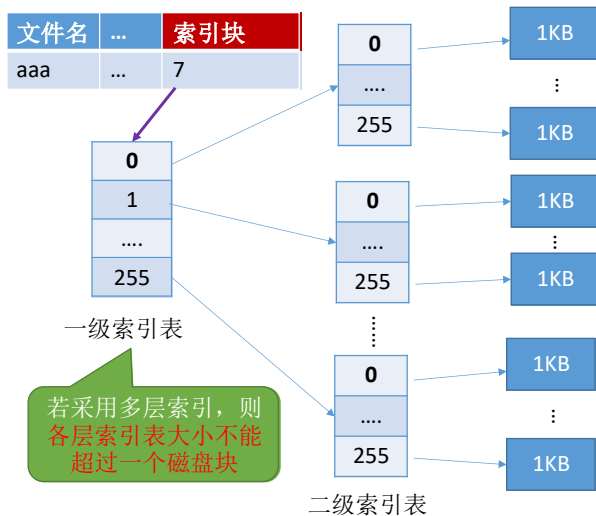 文件名 … 索引块
aaa … 7
0
1
….
255
一级索引表
若采用多层索引，则
各层索引表大小不能
超过一个磁盘块
0
….
255
0
….
255
……
0
….
255
二级索引表
1KB
…
1KB
1KB
…
1KB
1KB
…
1KB